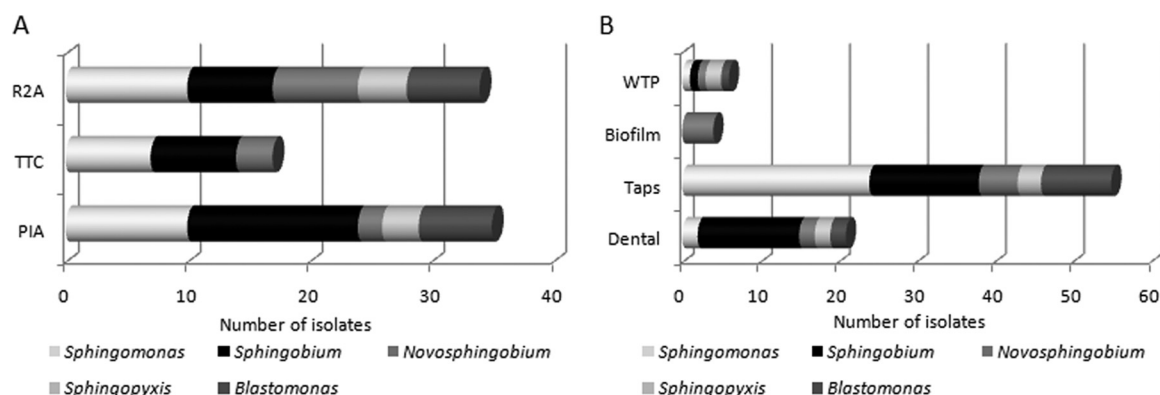 A
R2A
TTC
PIA
0 10 20 30 40
Number of isolates
Sphingomonas Sphingobium Novosphingobium
Sphingopyxis Blastomonas
B
WTP
Biofilm
Taps
Dental
0 10 20 30 40 50 60
Number of isolates
Sphingomonas Sphingobium Novosphingobium
Sphingopyxis Blastomonas